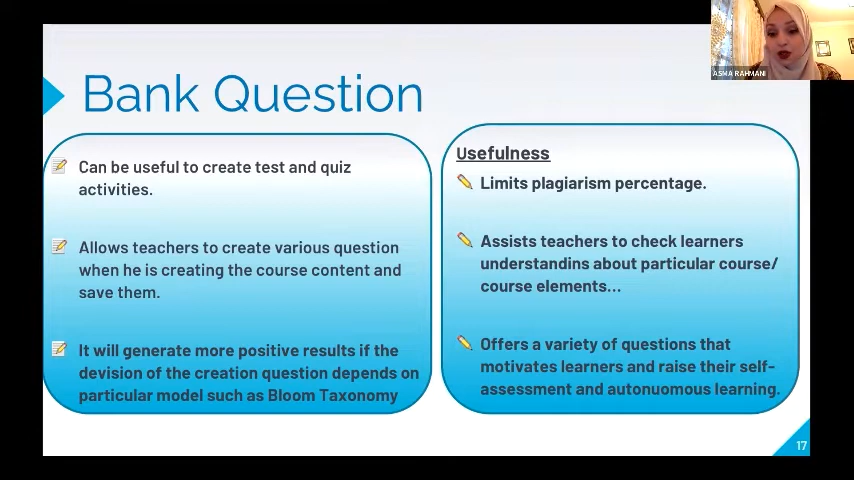 ASMA RAHMANI
Bank Question
Can be useful to create test and quiz
activities.
Allows teachers to create various question
when he is creating the course content and
save them.
It will generate more positive results if the
devision of the creation question depends on
particular model such as Bloom Taxonomy
Usefulness
Limits plagiarism percentage.
Assists teachers to check learners
understandins about particular course/
course elements...
Offers a variety of questions that
motivates learners and raise their self-
assessment and autonuomous learning.
17